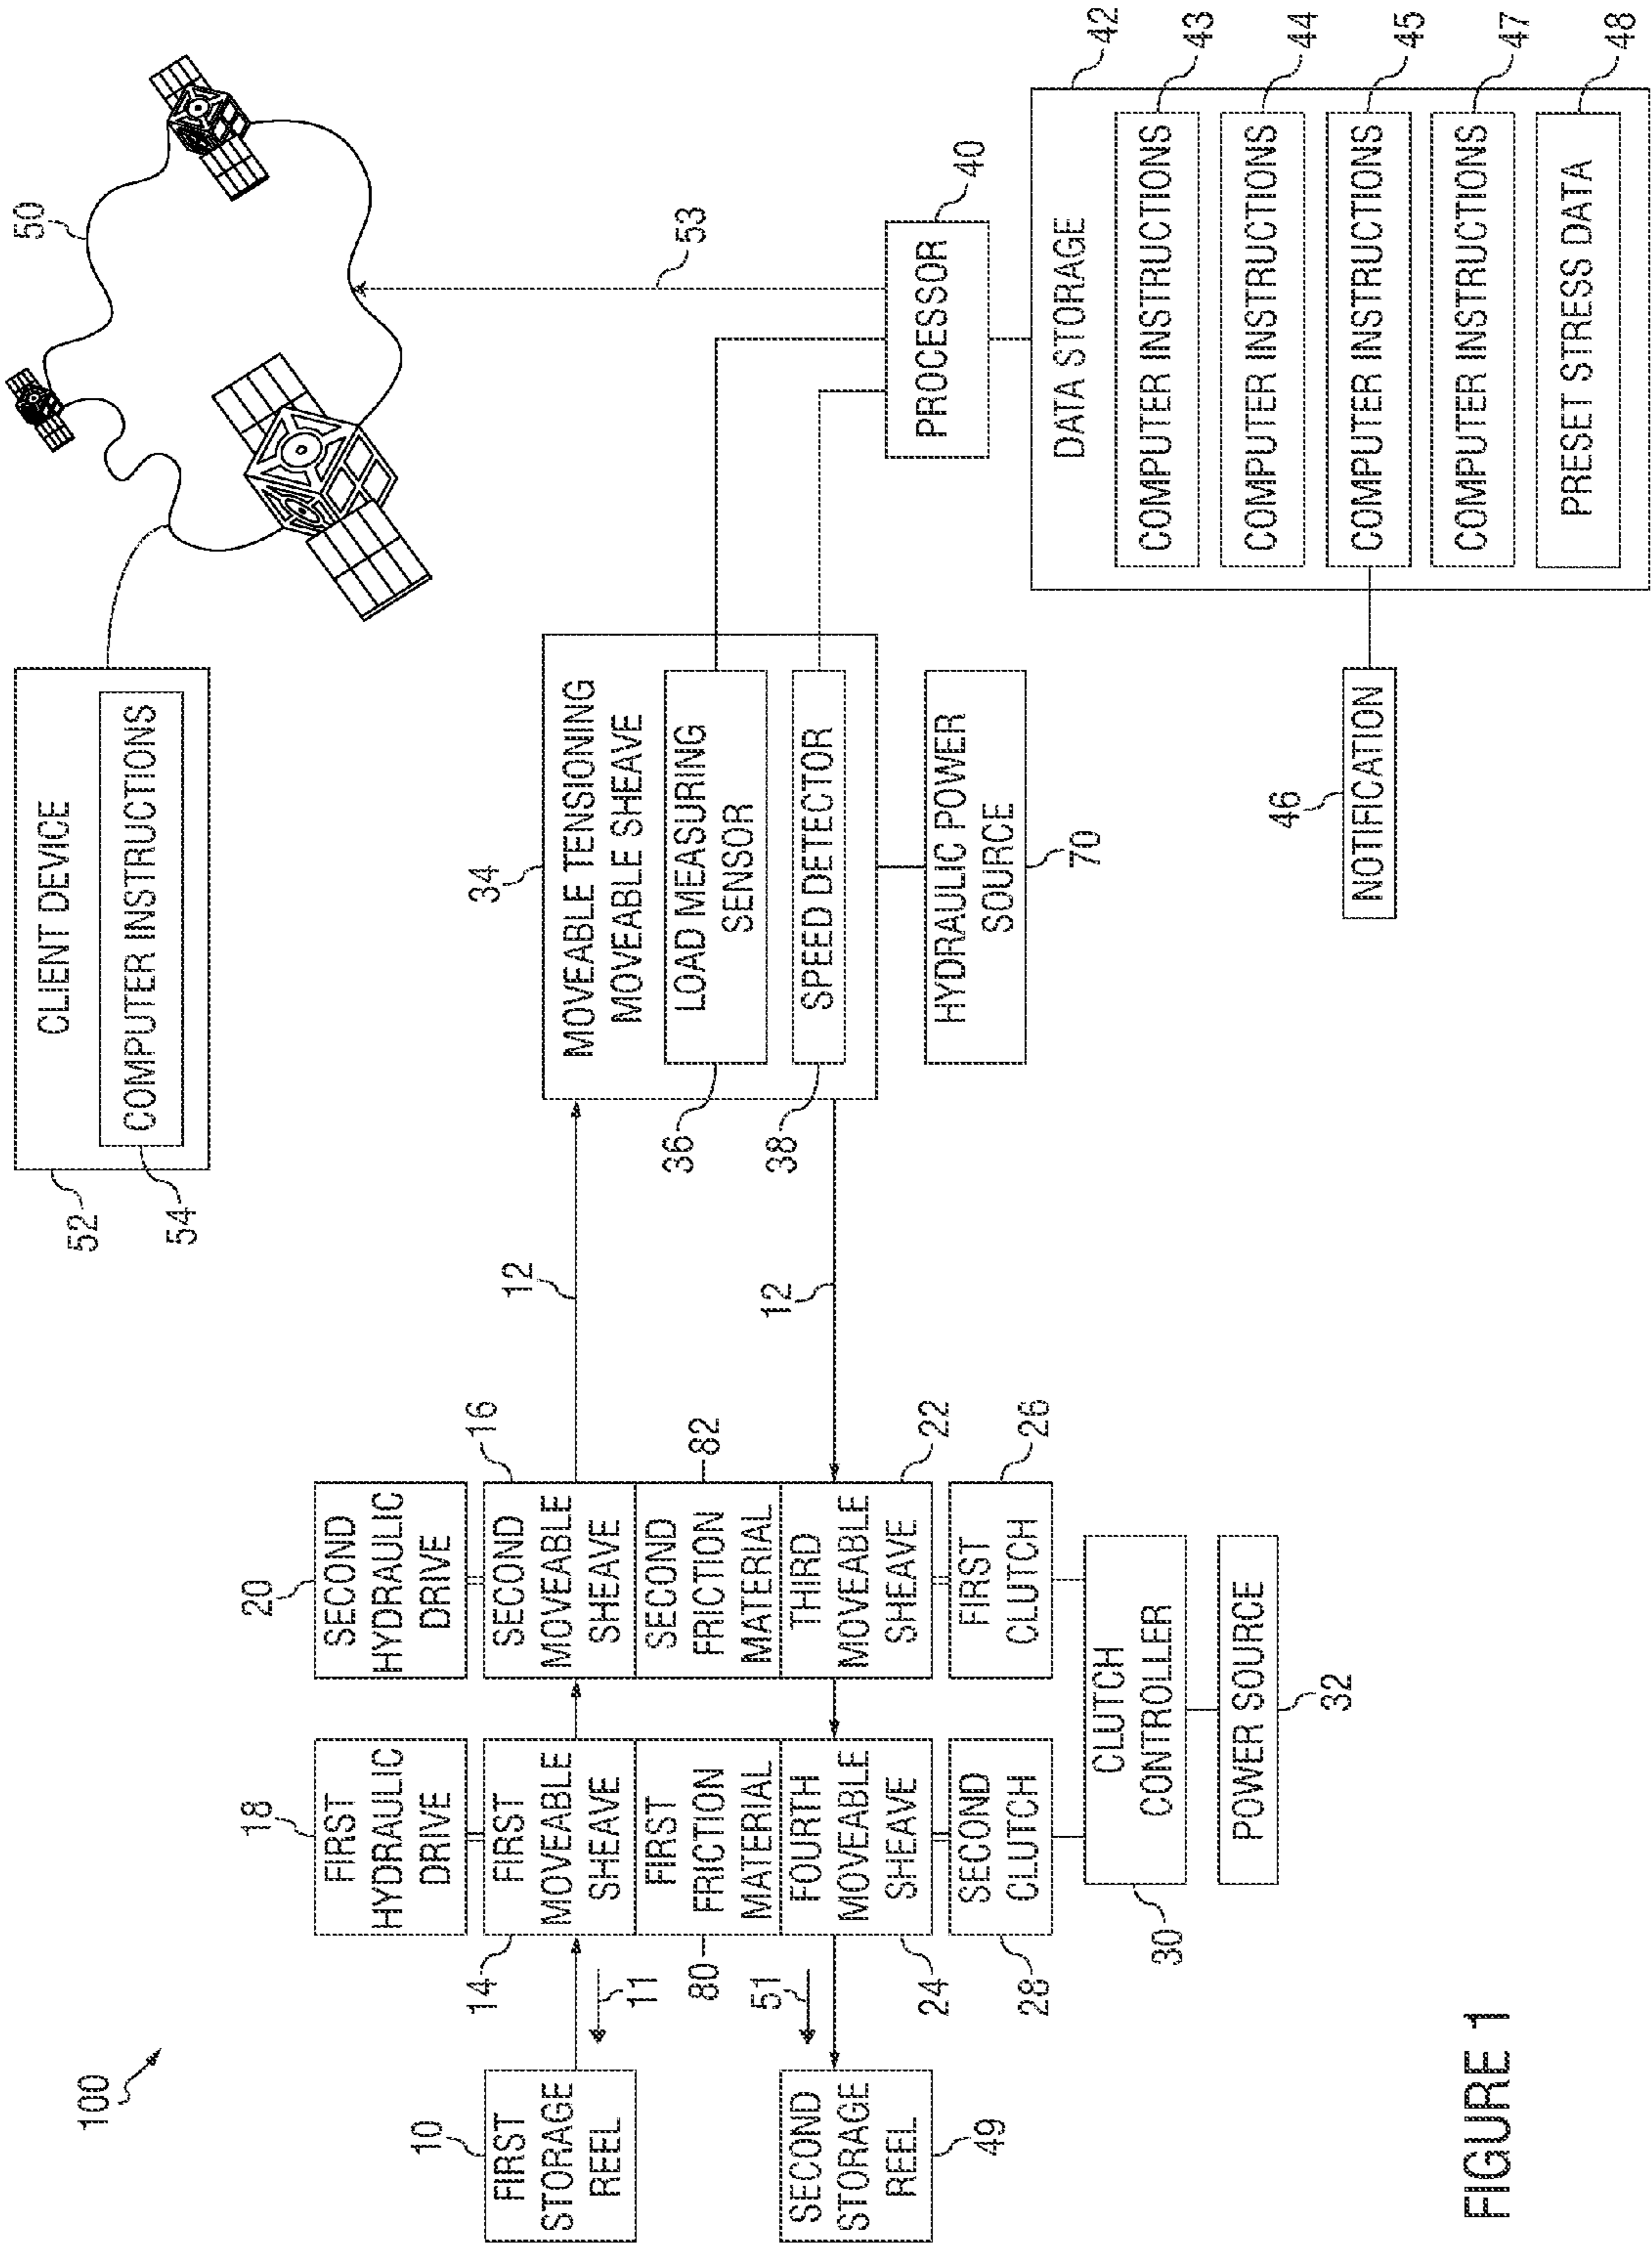 100
10
FIRST
STORAGE
REEL
11
SECOND
STORAGE
REEL
49
51
18
FIRST
HYDRAULIC
DRIVE
14
FIRST
MOVEABLE
SHEAVE
80
FIRST
FRICTION
MATERIAL
FOURTH
MOVEABLE
SHEAVE
24
SECOND
CLUTCH
28
20
SECOND
HYDRAULIC
DRIVE
16
SECOND
MOVEABLE
SHEAVE
82
SECOND
FRICTION
MATERIAL
THIRD
MOVEABLE
SHEAVE
22
FIRST
CLUTCH
26
CLUTCH
CONTROLLER
30
POWER SOURCE
32
12
12
52
CLIENT DEVICE
54
COMPUTER INSTRUCTIONS
34
MOVEABLE TENSIONING
MOVEABLE SHEAVE
36
LOAD MEASURING
SENSOR
38
SPEED DETECTOR
HYDRAULIC POWER
SOURCE
70
50
53
PROCESSOR
40
DATA STORAGE
42
COMPUTER INSTRUCTIONS
43
COMPUTER INSTRUCTIONS
44
COMPUTER INSTRUCTIONS
45
COMPUTER INSTRUCTIONS
47
PRESET STRESS DATA
48
46
NOTIFICATION
FIGURE 1